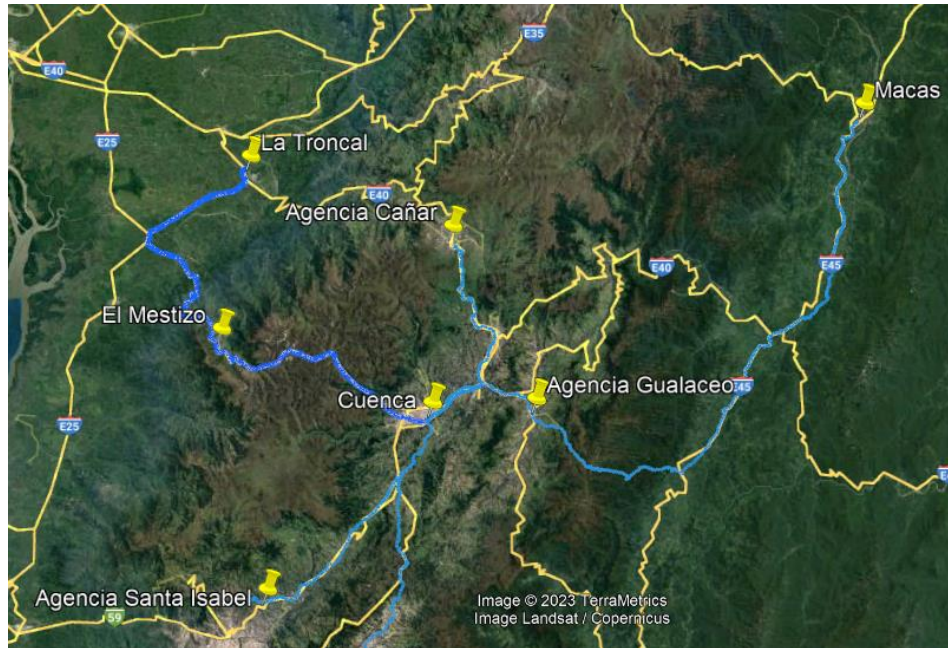 E35
E40
Macas
E25
La Troncal
E40
Agencia Cañar
E40
E45
El Mestizo
Cuenca
Agencia Gualaceo
E45
E25
Agencia Santa Isabel
59
Image © 2023 TerraMetrics
Image Landsat / Copernicus